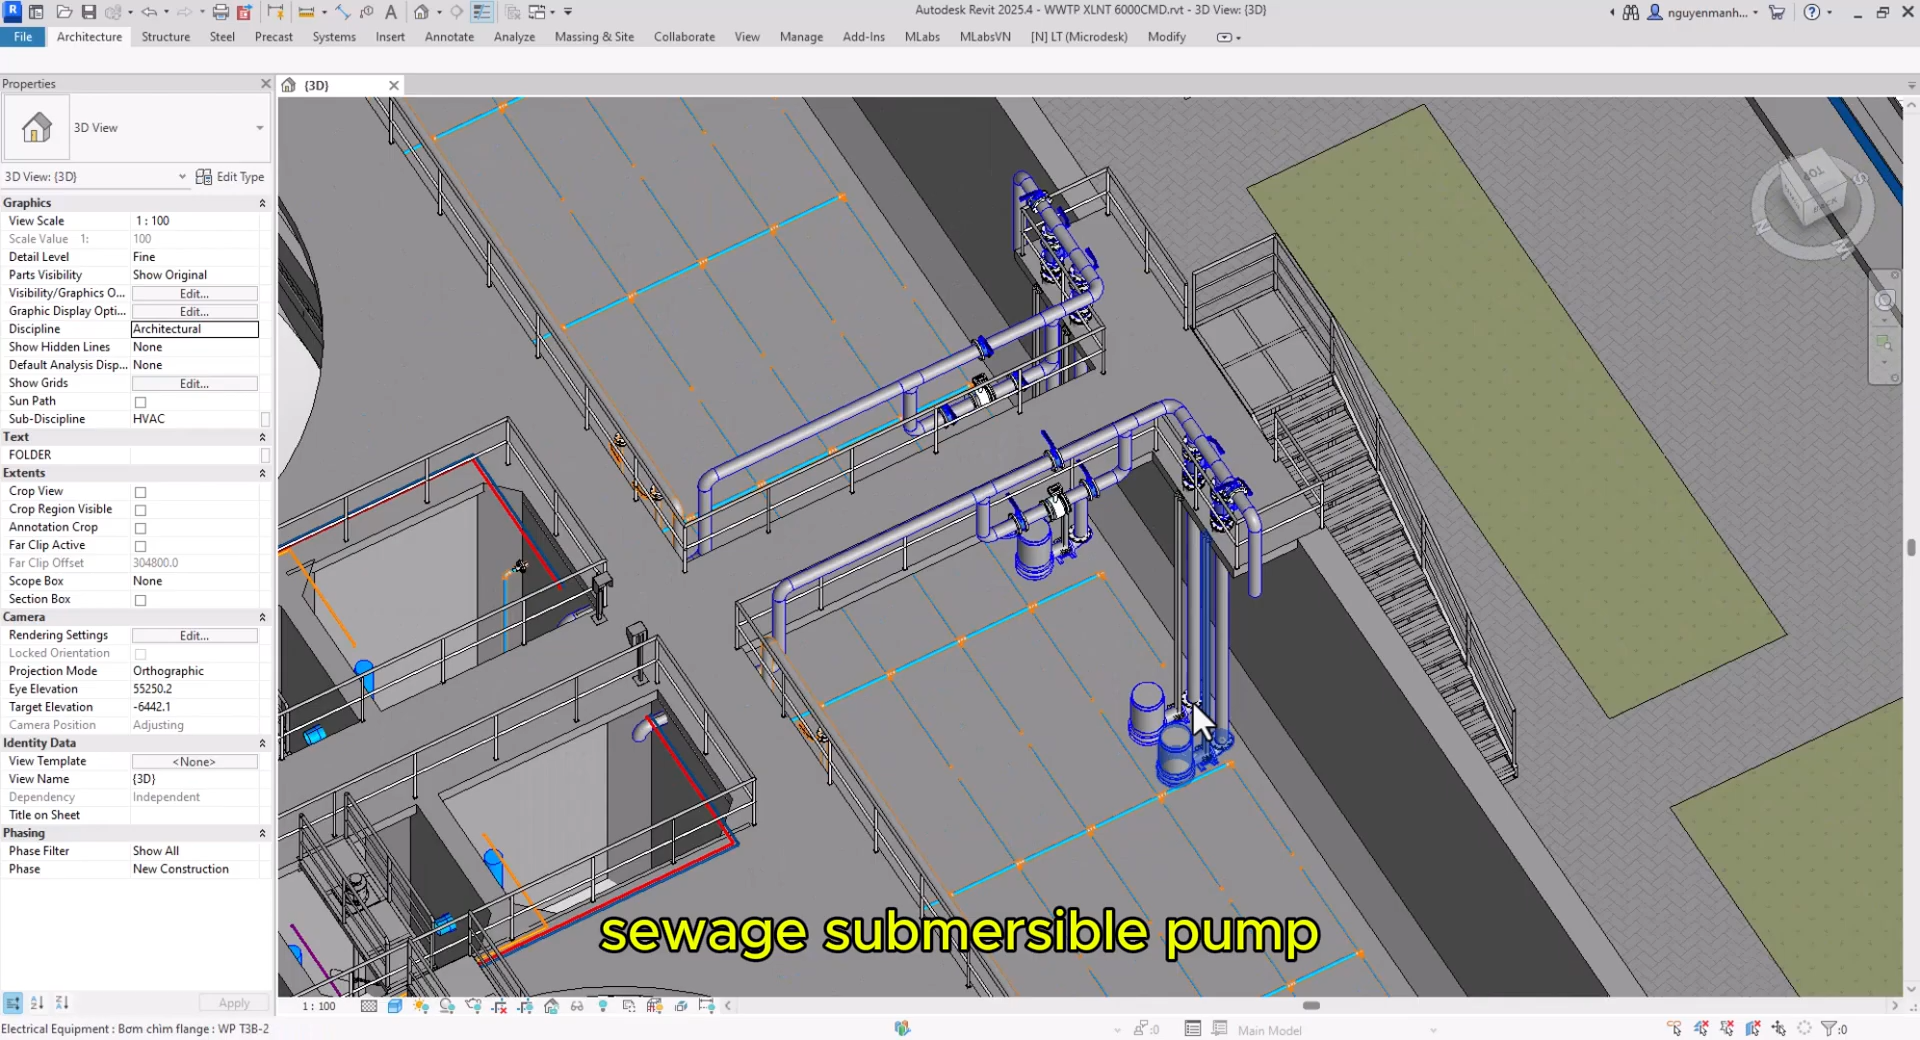 Autodesk Revit 2025.4 - WWTP XLNT 6000CMD.rvt - 3D View: {3D}
nguyenmanh...
File Architecture Structure Steel Precast Systems Insert Annotate Analyze Massing & Site Collaborate View Manage Add-Ins MLabs MLabsVN [N] LT (Microdesk) Modify
Properties
{3D}
3D View
3D View: {3D}
Edit Type
Graphics
View Scale 1 : 100
Scale Value 1: 100
Detail Level Fine
Parts Visibility Show Original
Visibility/Graphics O... Edit...
Graphic Display Opti... Edit...
Discipline Architectural
Show Hidden Lines None
Default Analysis Disp... None
Show Grids Edit...
Sun Path
Sub-Discipline HVAC
Text
FOLDER
Extents
Crop View
Crop Region Visible
Annotation Crop
Far Clip Active
Far Clip Offset 304800.0
Scope Box None
Section Box
Camera
Rendering Settings Edit...
Locked Orientation
Projection Mode Orthographic
Eye Elevation 55250.2
Target Elevation -6442.1
Camera Position Adjusting
Identity Data
View Template <None>
View Name {3D}
Dependency Independent
Title on Sheet
Phasing
Phase Filter Show All
Phase New Construction
Apply
TOP
BACK
sewage submersible pump
1 : 100
Electrical Equipment : Bơm chìm flange : WP T3B-2
:0
Main Model
:0